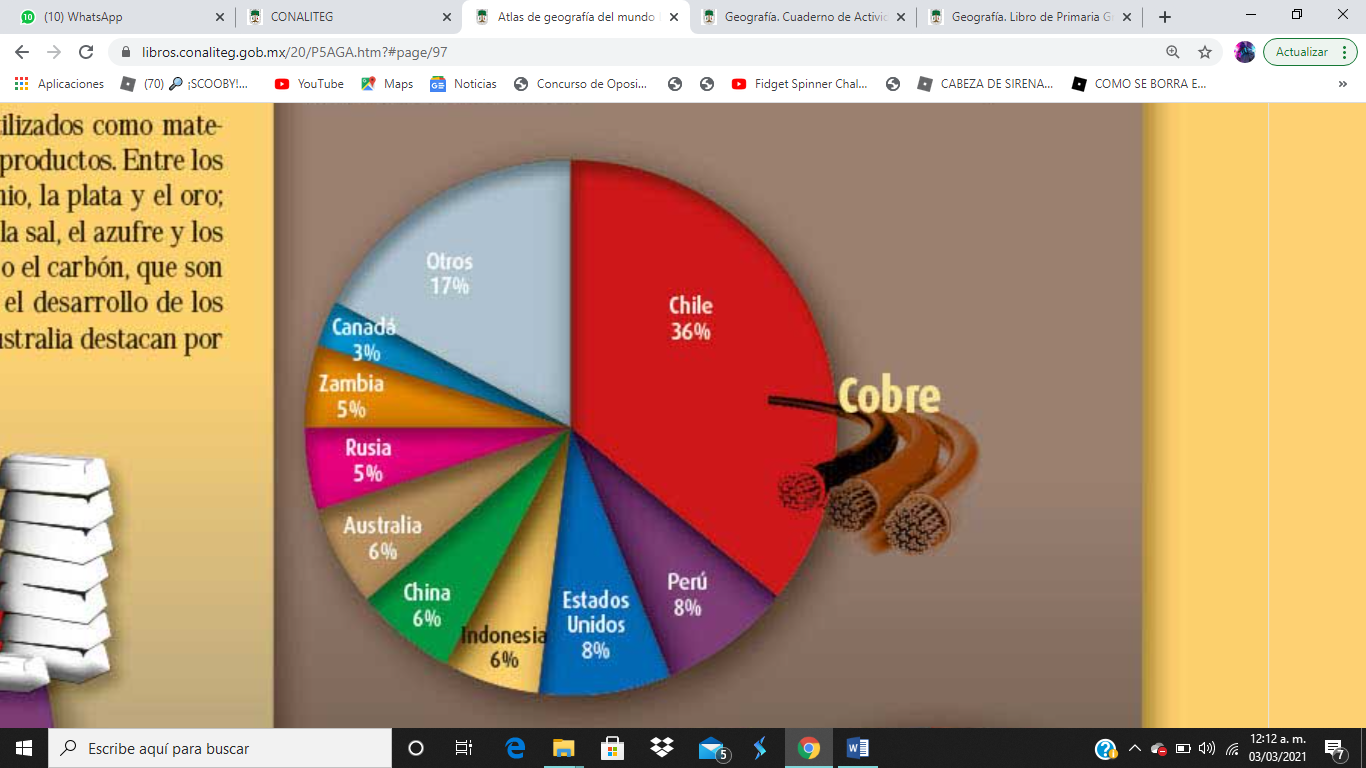 (10) WhatsApp
CONALITEG
Atlas de geografía del mundo
Geografía. Cuaderno de Activi
Geografía. Libro de Primaria G
libros.conaliteg.gob.mx/20/P5AGA.htm?#page/97
Actualizar
Aplicaciones
(70) 🔎 ¡SCOOBY!...
YouTube
Maps
Noticias
Concurso de Oposi...
Fidget Spinner Chal...
CABEZA DE SIRENA...
COMO SE BORRA E...
»
tilizados como mate-
productos. Entre los
nio, la plata y el oro;
la sal, el azufre y los
o el carbón, que son
el desarrollo de los
ustralia destacan por
Otros
17%
Chile
36%
Canadá
3%
Zambia
5%
Cobre
Rusia
5%
Australia
6%
China
6%
Indonesia
6%
Estados
Unidos
8%
Perú
8%
Escribe aquí para buscar
5
12:12 a. m.
03/03/2021
7